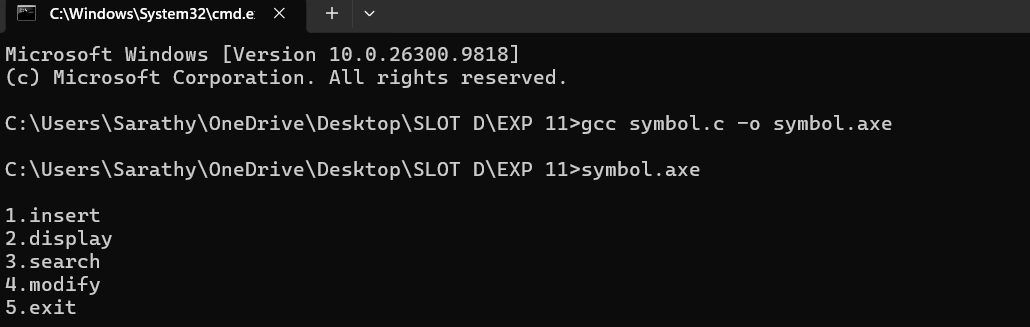 C:\Windows\System32\cmd.e
Microsoft Windows [Version 10.0.26300.9818]
(c) Microsoft Corporation. All rights reserved.
C:\Users\Sarathy\OneDrive\Desktop\SLOT D\EXP 11>gcc symbol.c -o symbol.axe
C:\Users\Sarathy\OneDrive\Desktop\SLOT D\EXP 11>symbol.axe
1.insert
2.display
3.search
4.modify
5.exit